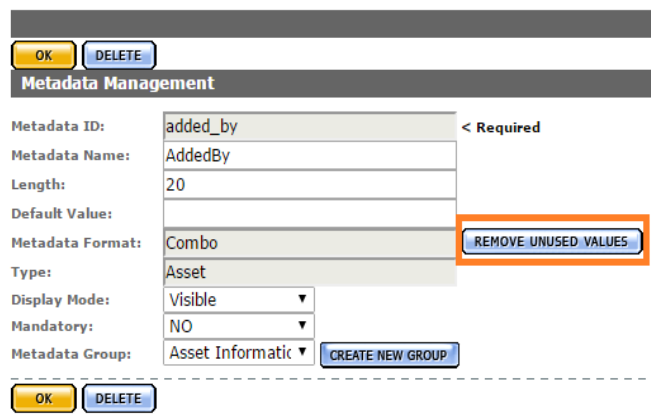 OK DELETE
Metadata Management
Metadata ID: added_by < Required
Metadata Name: AddedBy
Length: 20
Default Value:
Metadata Format: Combo REMOVE UNUSED VALUES
Type: Asset
Display Mode: Visible
Mandatory: NO
Metadata Group: Asset Informatic CREATE NEW GROUP
OK DELETE